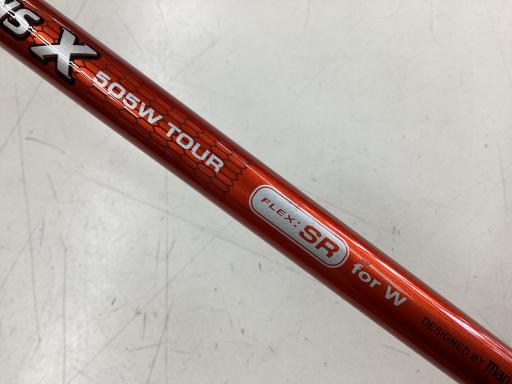 X
505W TOUR
FLEX: SR
for W
DESIGNED BY